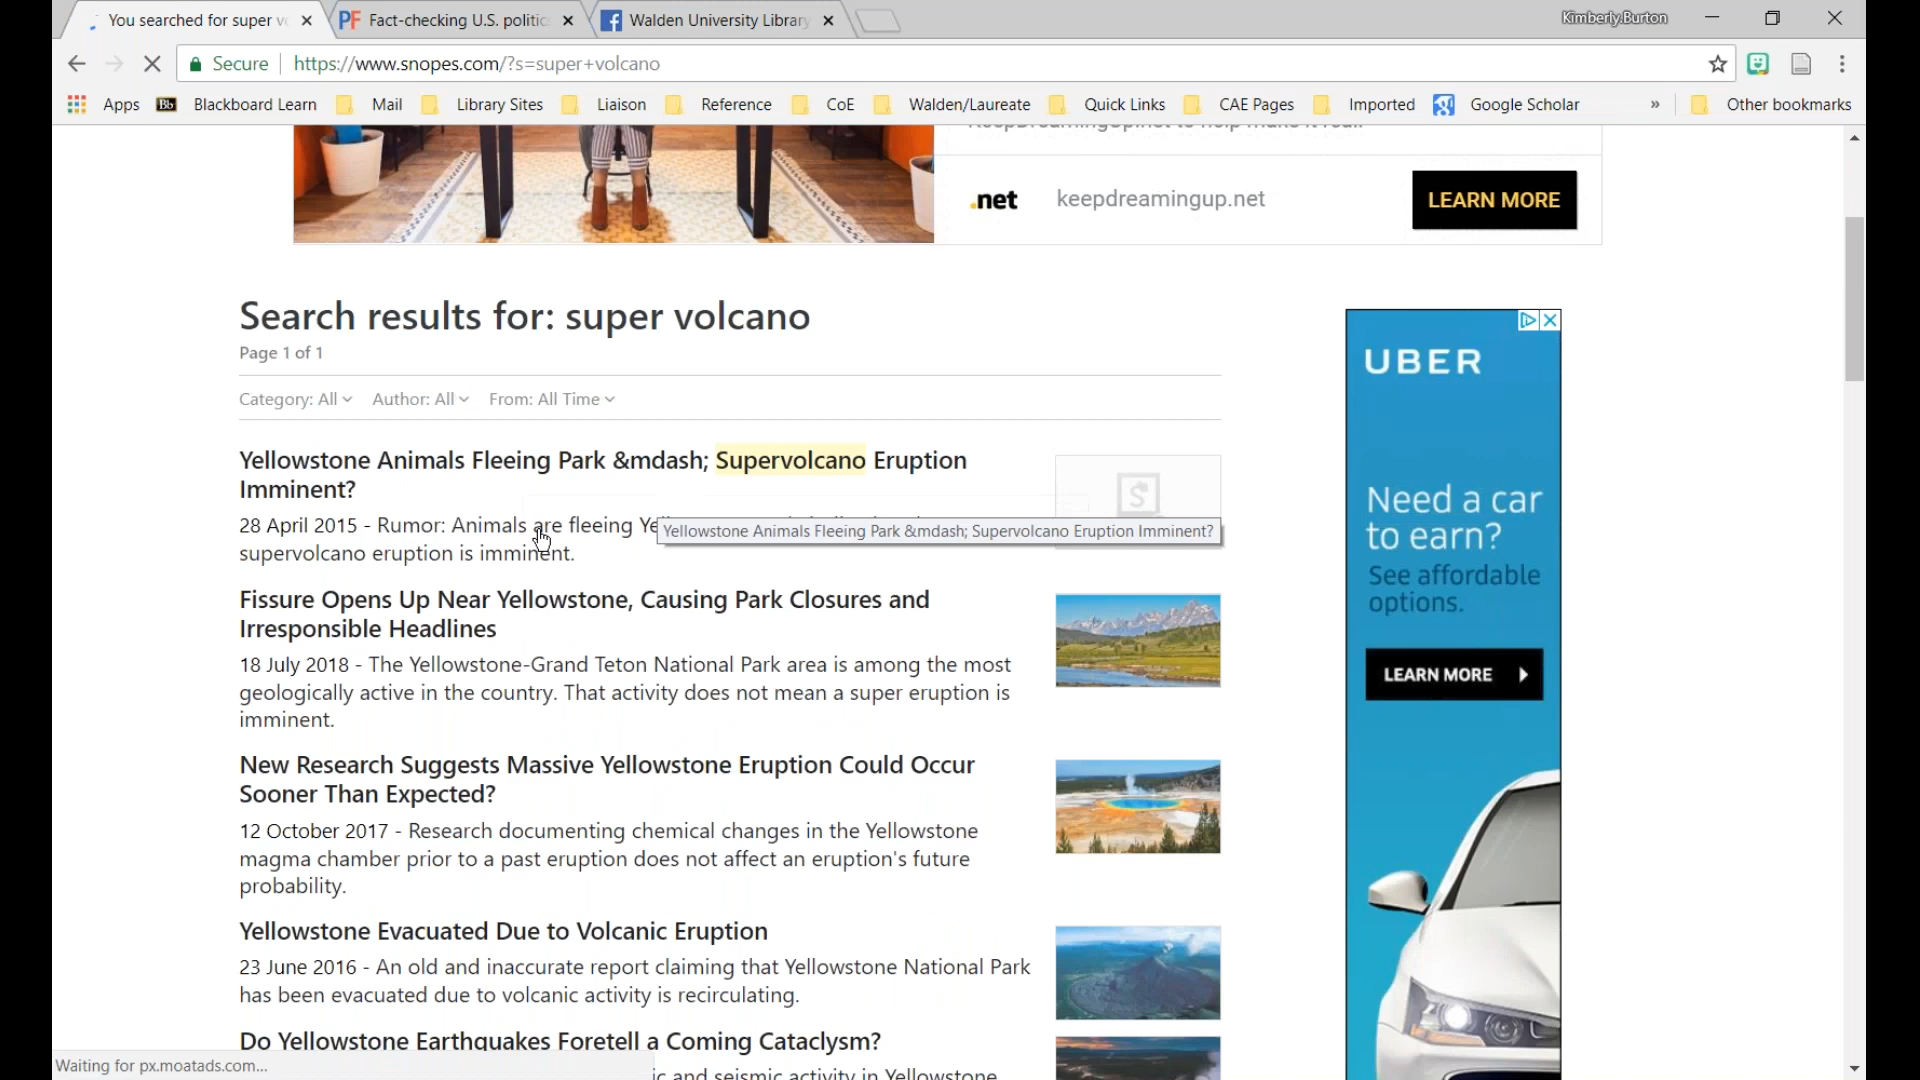 You searched for super v
Fact-checking U.S. politic
Walden University Library
Kimberly.Burton
Secure
https://www.snopes.com/?s=super+volcano
Apps
Bb
Blackboard Learn
Mail
Library Sites
Liaison
Reference
CoE
Walden/Laureate
Quick Links
CAE Pages
Imported
Google Scholar
»
Other bookmarks
.net
keepdreamingup.net
LEARN MORE
Search results for: super volcano
Page 1 of 1
Category: All
Author: All
From: All Time
Yellowstone Animals Fleeing Park &mdash; Supervolcano Eruption
Imminent?
28 April 2015 - Rumor: Animals are fleeing Ye
Yellowstone Animals Fleeing Park &mdash; Supervolcano Eruption Imminent?
supervolcano eruption is imminent.
Fissure Opens Up Near Yellowstone, Causing Park Closures and
Irresponsible Headlines
18 July 2018 - The Yellowstone-Grand Teton National Park area is among the most
geologically active in the country. That activity does not mean a super eruption is
imminent.
New Research Suggests Massive Yellowstone Eruption Could Occur
Sooner Than Expected?
12 October 2017 - Research documenting chemical changes in the Yellowstone
magma chamber prior to a past eruption does not affect an eruption's future
probability.
Yellowstone Evacuated Due to Volcanic Eruption
23 June 2016 - An old and inaccurate report claiming that Yellowstone National Park
has been evacuated due to volcanic activity is recirculating.
Do Yellowstone Earthquakes Foretell a Coming Cataclysm?
ic and seismic activity in Yellowstone
UBER
Need a car
to earn?
See affordable
options.
LEARN MORE
Waiting for px.moatads.com...